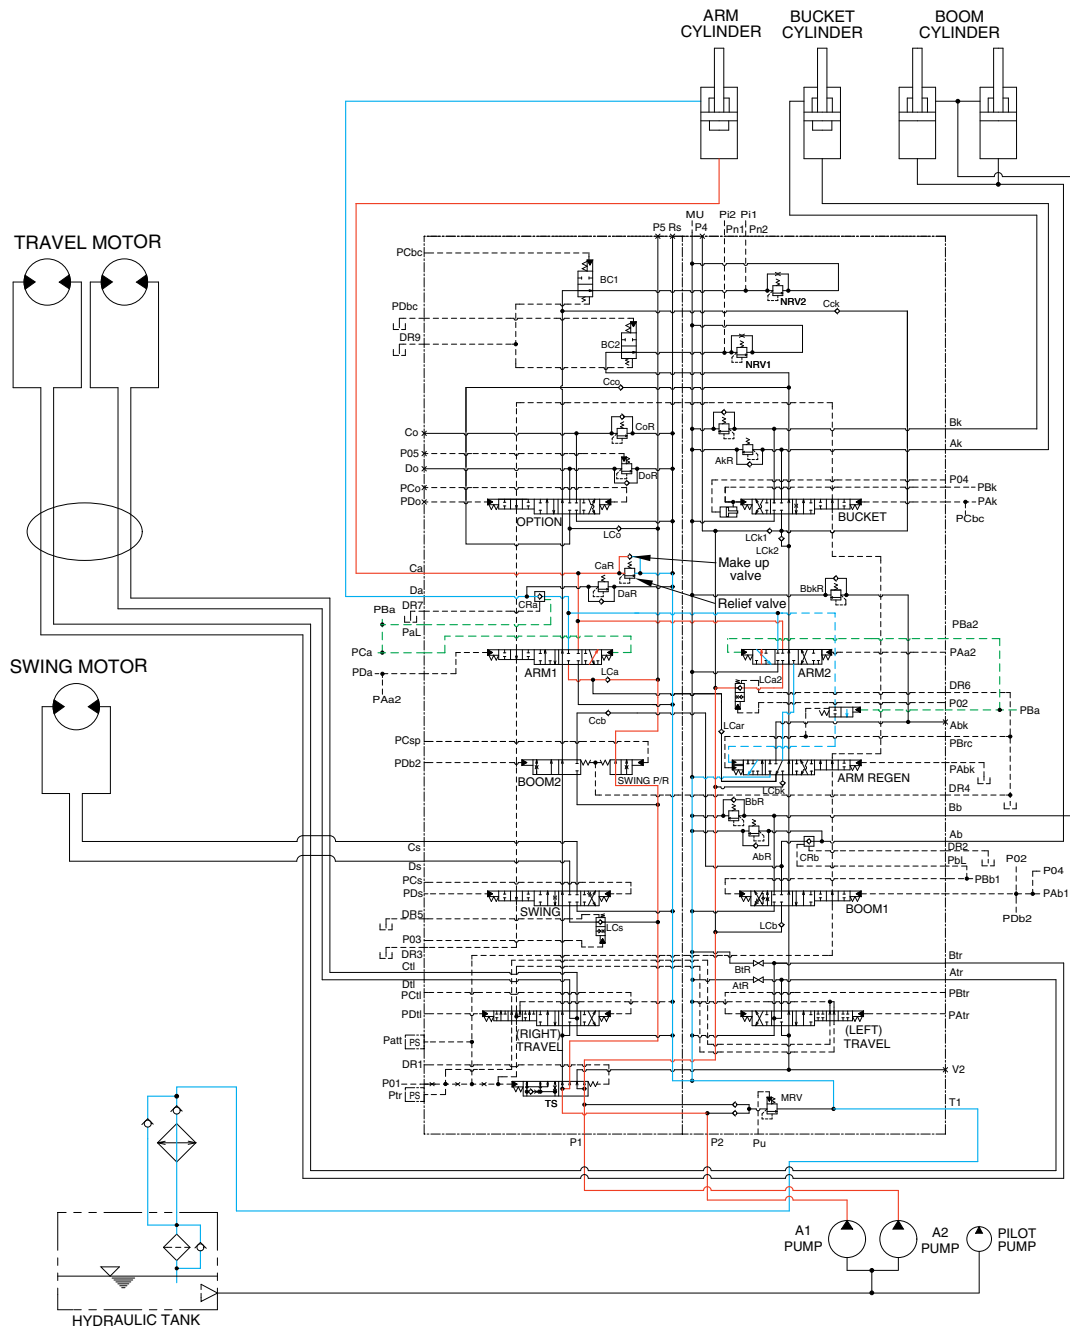 ARM CYLINDER
BUCKET CYLINDER
BOOM CYLINDER
TRAVEL MOTOR
SWING MOTOR
MU
P5 Rs
P4
Pi2
Pi1
Pn1
Pn2
PCbc
BC1
NRV2
Cck
PDbc
DR9
BC2
NRV1
Cco
Co
CoR
Bk
Ak
P05
AkR
Do
DoR
P04
PCo
PBk
PDo
PAk
OPTION
BUCKET
PCbc
LCo
LCk1
LCk2
Ca
CaR
Make up valve
Da
DaR
Relief valve
BbkR
CRa
PBa
DR7
PaL
PBa2
PCa
PAa2
PDa
ARM1
LCa
LCa2
ARM2
DR6
PAa2
P02
PBa
Ccb
LCar
Abk
PCsp
PBrc
PDb2
BOOM2
SWING P/R
ARM REGEN
PAbk
LCbk
DR4
BbR
Bb
AbR
CRb
Ab
Cs
DR2
Ds
PbL
P02
P04
PCs
PBb1
PDs
PAb1
SWING
BOOM1
PDb2
DR5
LCs
LCb
P03
DR3
Btr
Ctl
BtR
Atr
Dtl
AtR
PCtl
PBtr
PDtl
PAtr
(RIGHT) TRAVEL
(LEFT) TRAVEL
Patt
PS
DR1
V2
P01
Ptr
PS
TS
MRV
T1
P1
P2
Pu
A1 PUMP
A2 PUMP
PILOT PUMP
HYDRAULIC TANK